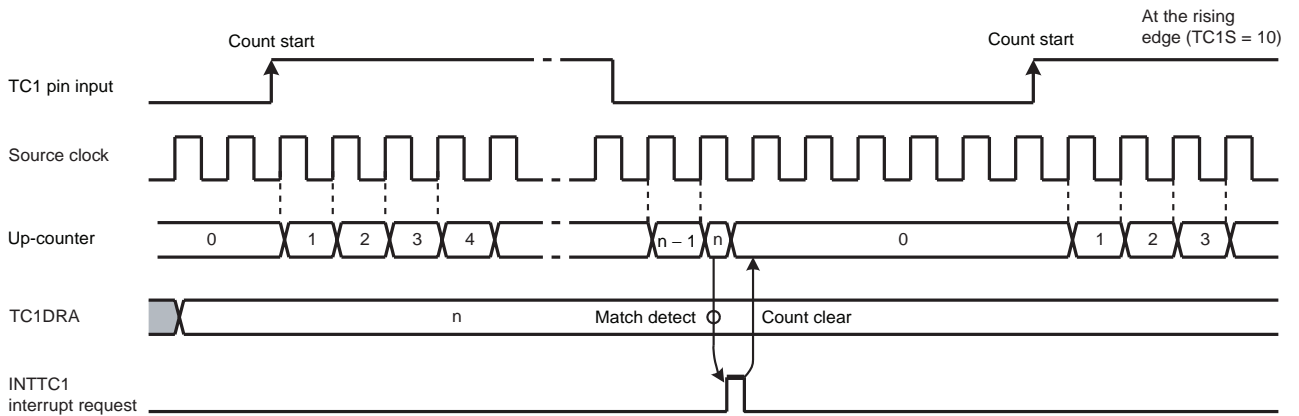 At the rising
edge (TC1S = 10)
Count start
Count start
TC1 pin input
Source clock
Up-counter
0
1
2
3
4
n – 1
n
0
1
2
3
TC1DRA
n
Match detect
Count clear
INTTC1
interrupt request